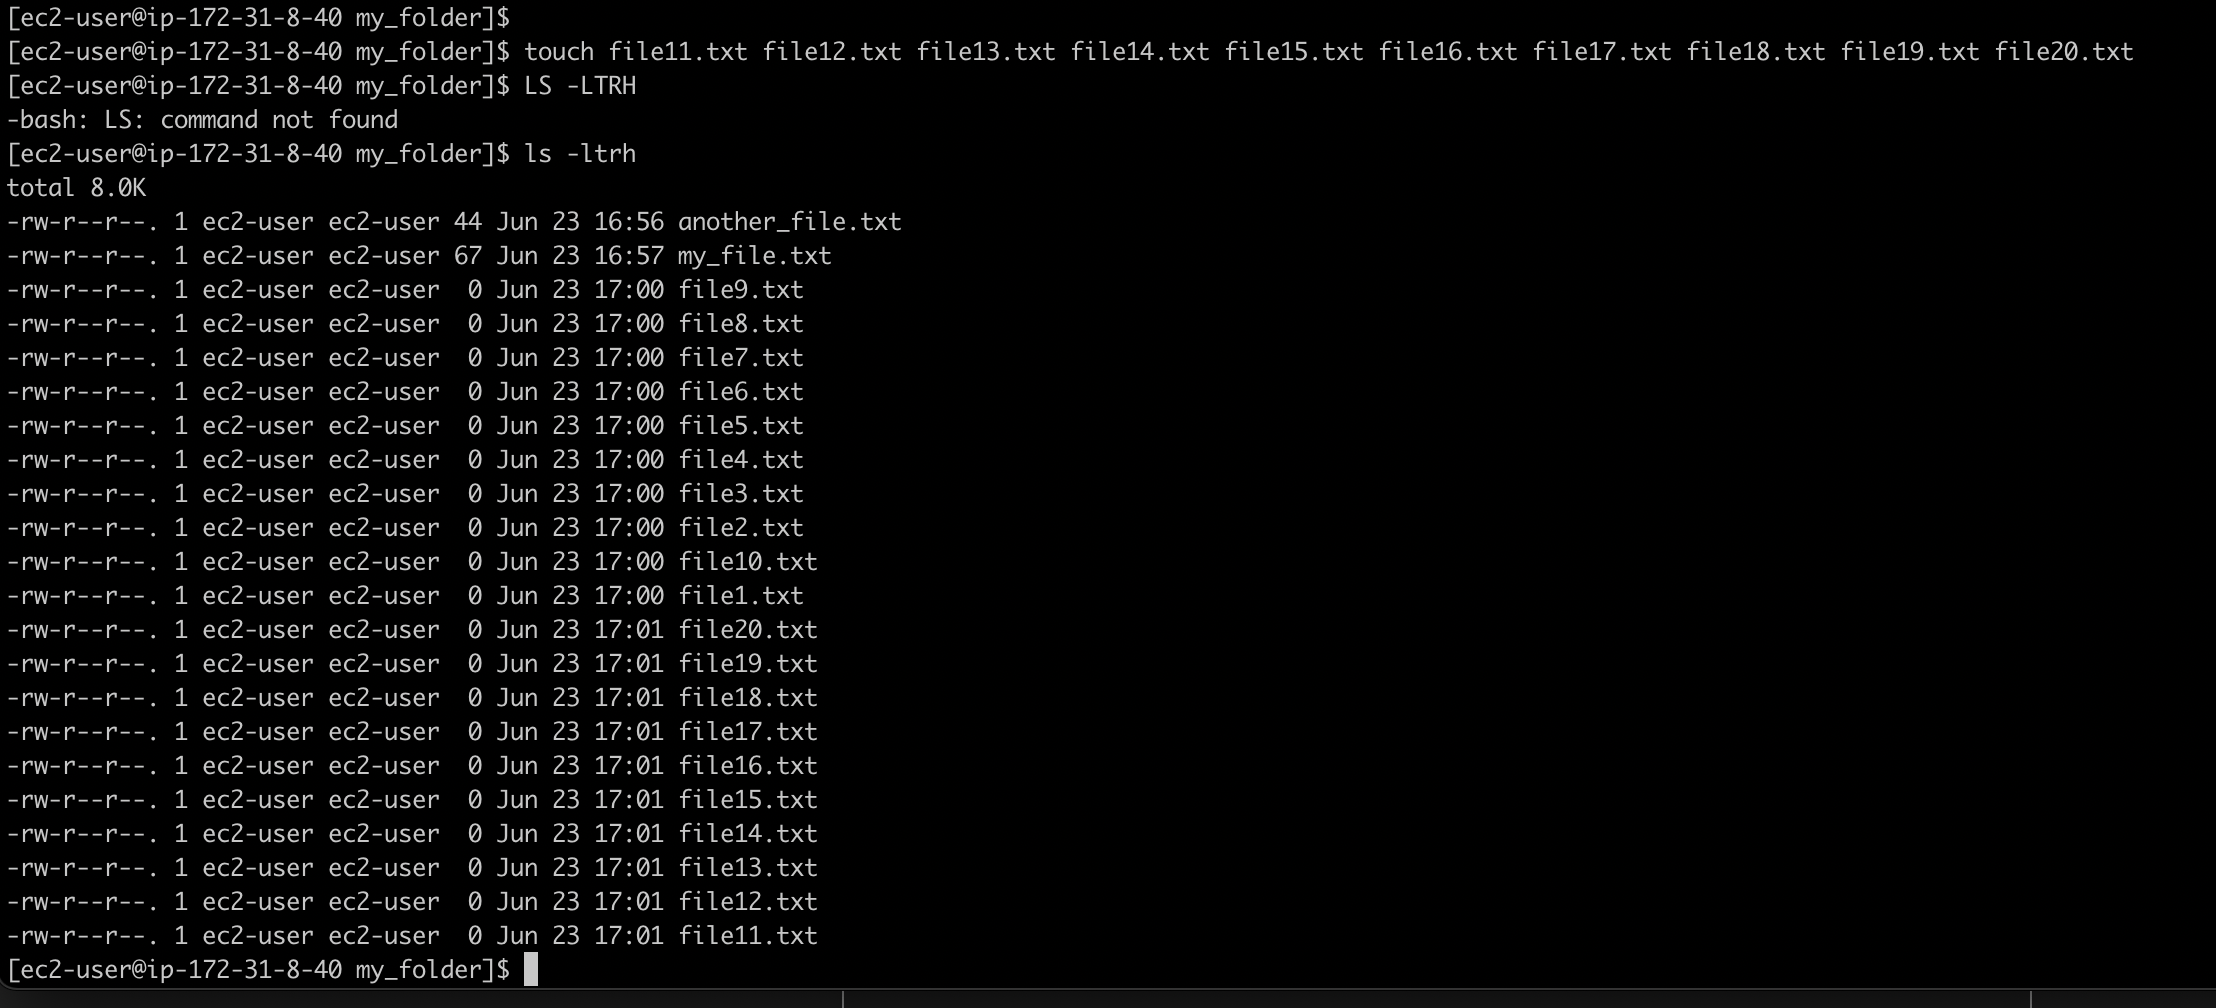 [ec2-user@ip-172-31-8-40 my_folder]$
[ec2-user@ip-172-31-8-40 my_folder]$ touch file11.txt file12.txt file13.txt file14.txt file15.txt file16.txt file17.txt file18.txt file19.txt file20.txt
[ec2-user@ip-172-31-8-40 my_folder]$ LS -LTRH
-bash: LS: command not found
[ec2-user@ip-172-31-8-40 my_folder]$ ls -ltrh
total 8.0K
-rw-r--r--. 1 ec2-user ec2-user 44 Jun 23 16:56 another_file.txt
-rw-r--r--. 1 ec2-user ec2-user 67 Jun 23 16:57 my_file.txt
-rw-r--r--. 1 ec2-user ec2-user  0 Jun 23 17:00 file9.txt
-rw-r--r--. 1 ec2-user ec2-user  0 Jun 23 17:00 file8.txt
-rw-r--r--. 1 ec2-user ec2-user  0 Jun 23 17:00 file7.txt
-rw-r--r--. 1 ec2-user ec2-user  0 Jun 23 17:00 file6.txt
-rw-r--r--. 1 ec2-user ec2-user  0 Jun 23 17:00 file5.txt
-rw-r--r--. 1 ec2-user ec2-user  0 Jun 23 17:00 file4.txt
-rw-r--r--. 1 ec2-user ec2-user  0 Jun 23 17:00 file3.txt
-rw-r--r--. 1 ec2-user ec2-user  0 Jun 23 17:00 file2.txt
-rw-r--r--. 1 ec2-user ec2-user  0 Jun 23 17:00 file10.txt
-rw-r--r--. 1 ec2-user ec2-user  0 Jun 23 17:00 file1.txt
-rw-r--r--. 1 ec2-user ec2-user  0 Jun 23 17:01 file20.txt
-rw-r--r--. 1 ec2-user ec2-user  0 Jun 23 17:01 file19.txt
-rw-r--r--. 1 ec2-user ec2-user  0 Jun 23 17:01 file18.txt
-rw-r--r--. 1 ec2-user ec2-user  0 Jun 23 17:01 file17.txt
-rw-r--r--. 1 ec2-user ec2-user  0 Jun 23 17:01 file16.txt
-rw-r--r--. 1 ec2-user ec2-user  0 Jun 23 17:01 file15.txt
-rw-r--r--. 1 ec2-user ec2-user  0 Jun 23 17:01 file14.txt
-rw-r--r--. 1 ec2-user ec2-user  0 Jun 23 17:01 file13.txt
-rw-r--r--. 1 ec2-user ec2-user  0 Jun 23 17:01 file12.txt
-rw-r--r--. 1 ec2-user ec2-user  0 Jun 23 17:01 file11.txt
[ec2-user@ip-172-31-8-40 my_folder]$